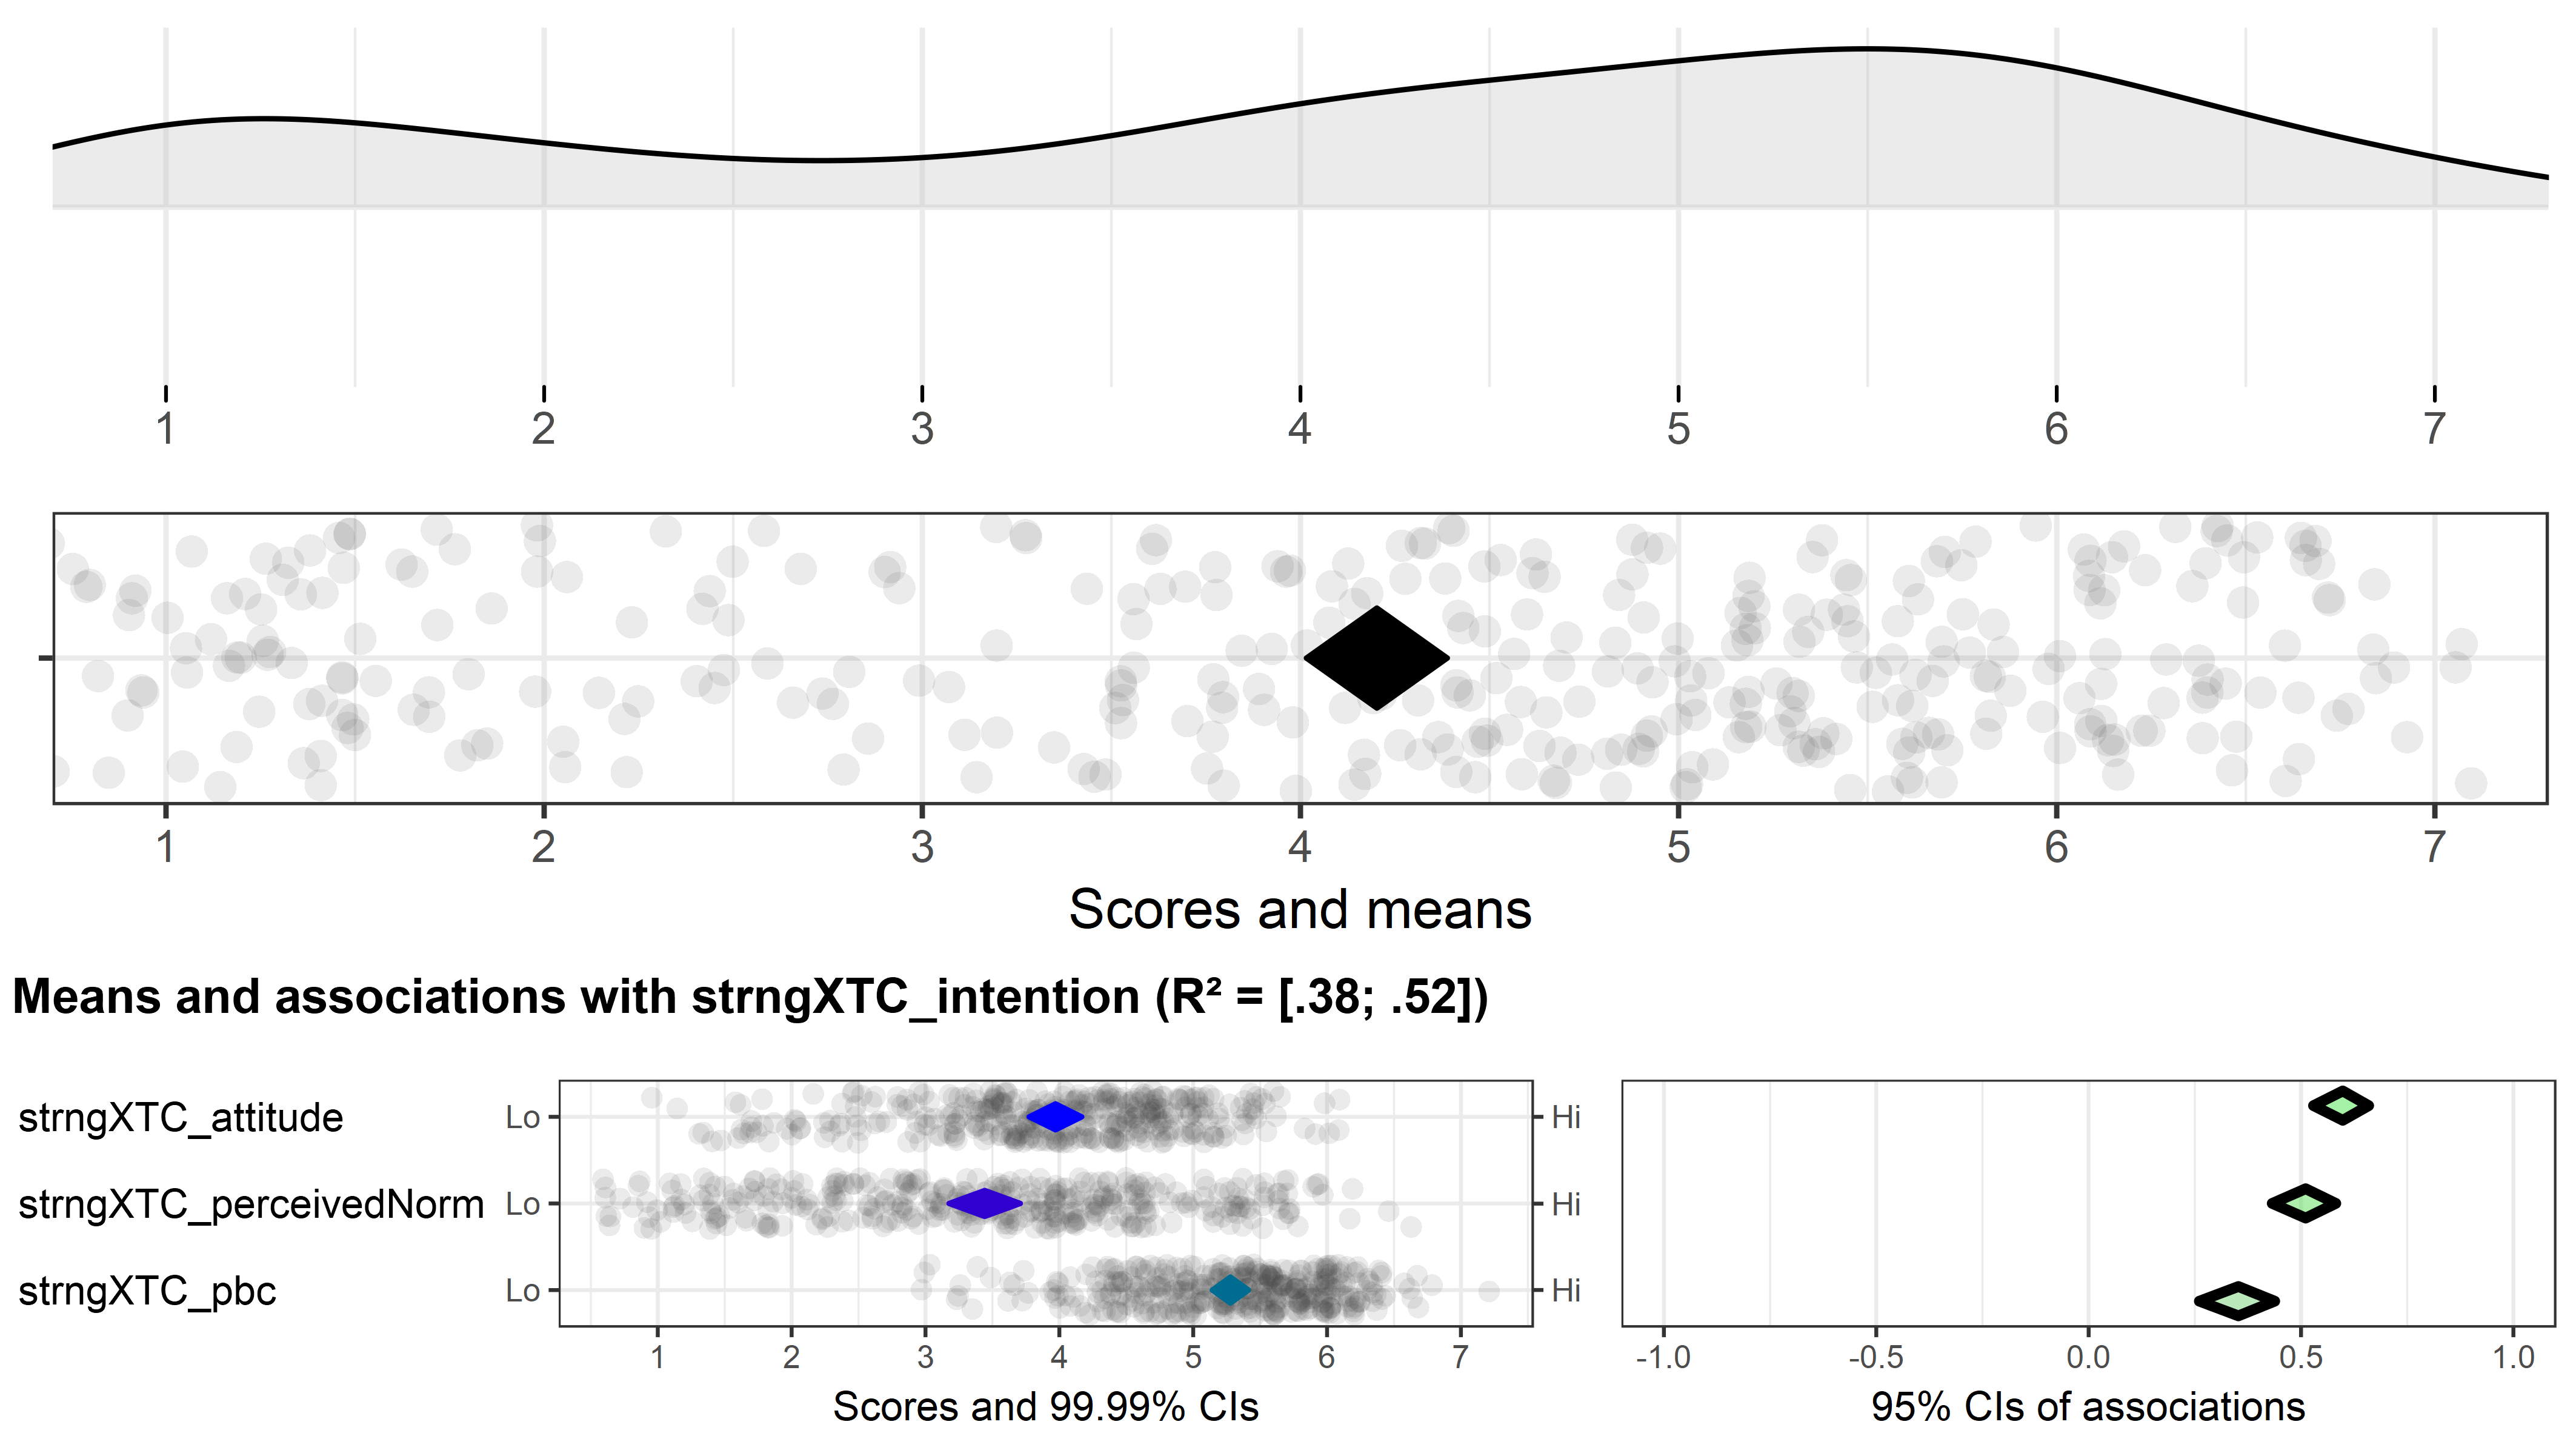 1 2 3 4 5 6 7
1 2 3 4 5 6 7
Scores and means
Means and associations with strngXTC_intention (R² = [.38; .52])
strngXTC_attitude Lo Hi
strngXTC_perceivedNorm Lo Hi
strngXTC_pbc Lo Hi
1 2 3 4 5 6 7 -1.0 -0.5 0.0 0.5 1.0
Scores and 99.99% CIs 95% CIs of associations